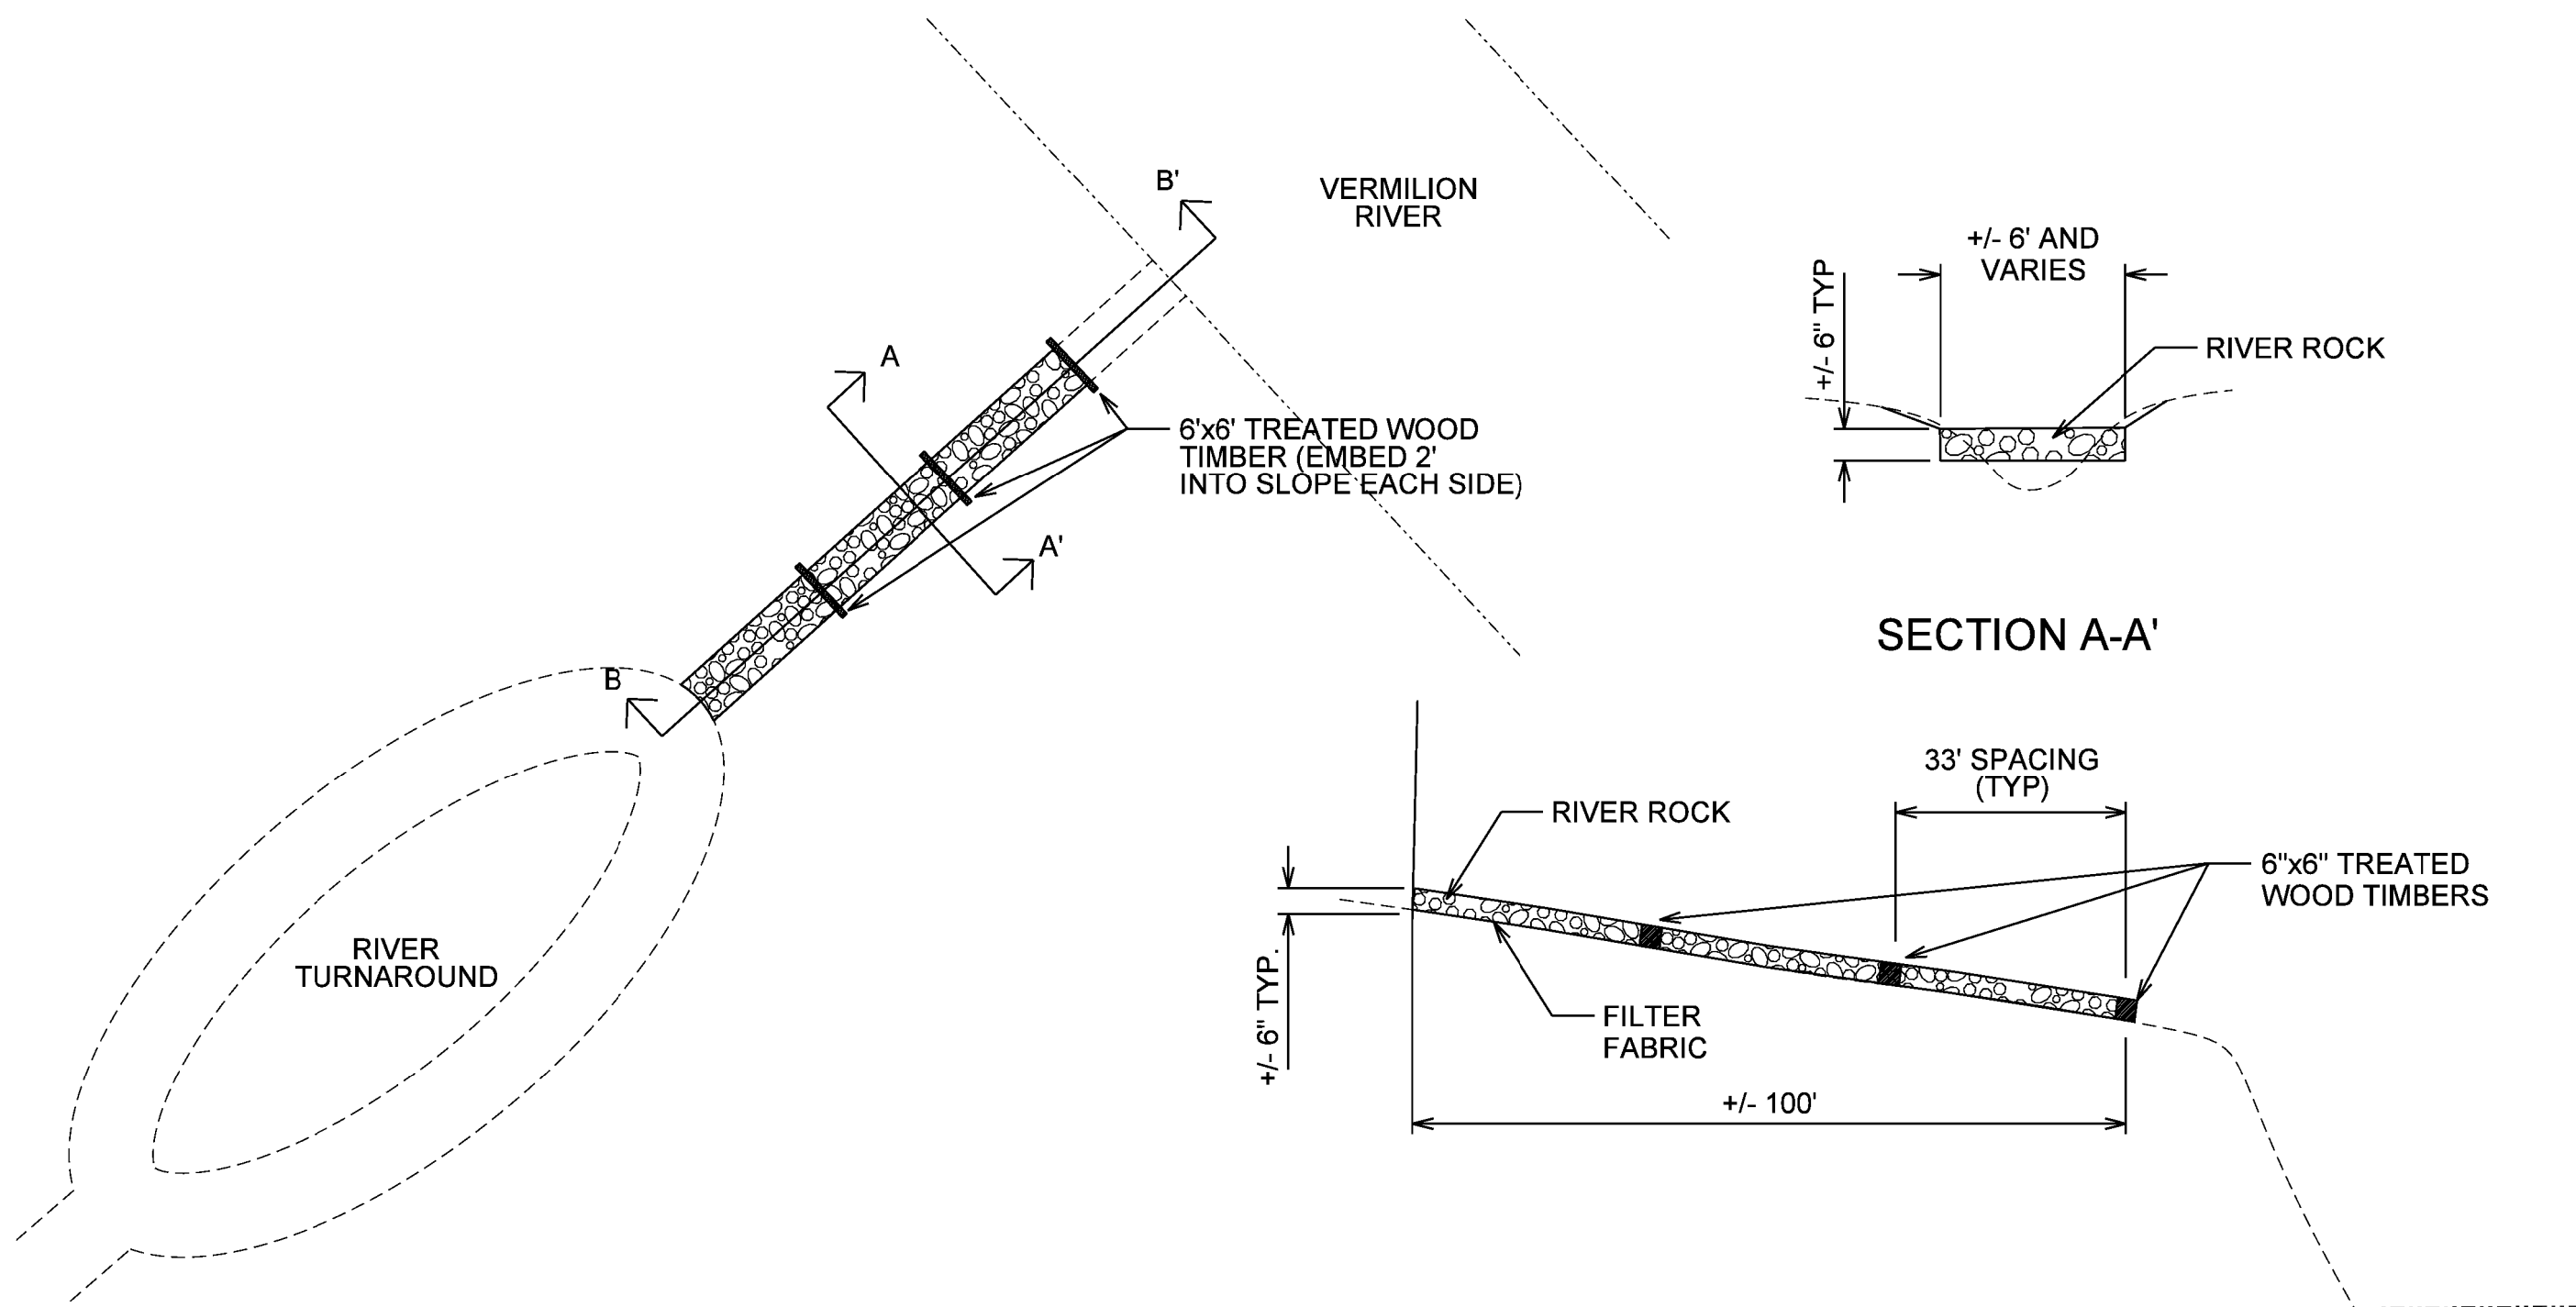 B'
VERMILION
RIVER
A
6'x6' TREATED WOOD
TIMBER (EMBED 2'
INTO SLOPE EACH SIDE)
A'
B
RIVER
TURNAROUND
+/- 6' AND
VARIES
+/- 6" TYP
RIVER ROCK
SECTION A-A'
33' SPACING
(TYP)
RIVER ROCK
6"x6" TREATED
WOOD TIMBERS
+/- 6" TYP.
FILTER
FABRIC
+/- 100'